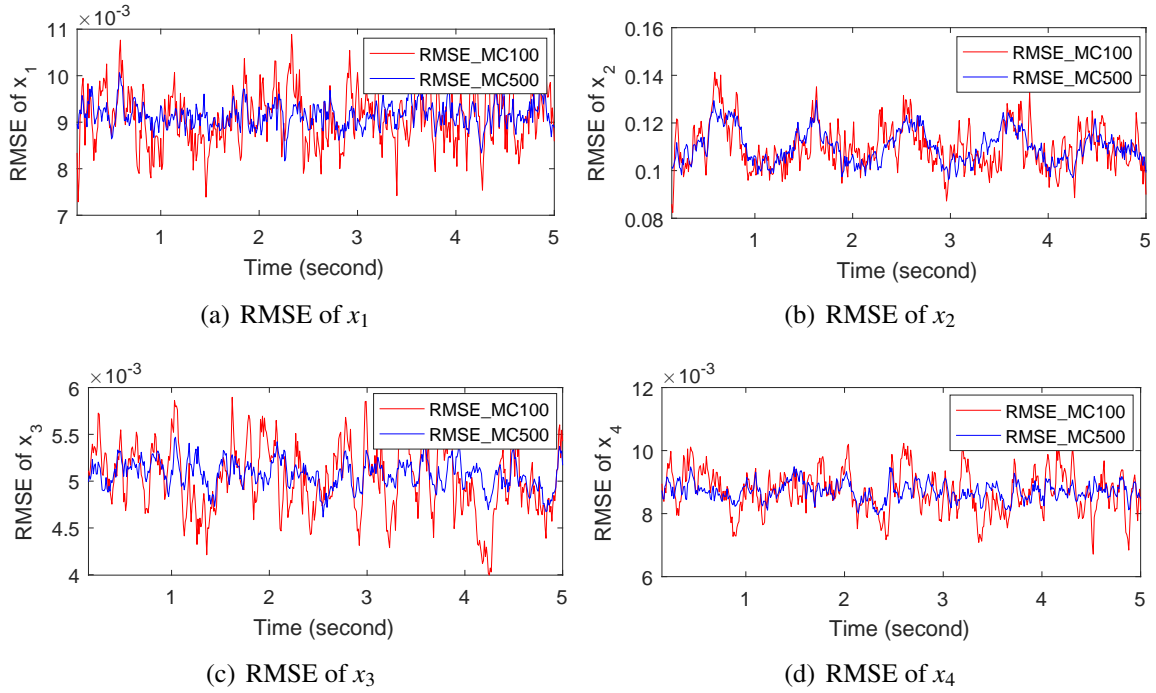 ×10⁻³
11
10
9
8
7
RMSE of x₁
1 2 3 4 5
Time (second)
RMSE_MC100
RMSE_MC500
(a) RMSE of x₁
0.16
0.14
0.12
0.1
0.08
RMSE of x₂
1 2 3 4 5
Time (second)
RMSE_MC100
RMSE_MC500
(b) RMSE of x₂
×10⁻³
6
5.5
5
4.5
4
RMSE of x₃
1 2 3 4 5
Time (second)
RMSE_MC100
RMSE_MC500
(c) RMSE of x₃
×10⁻³
12
10
8
6
RMSE of x₄
1 2 3 4 5
Time (second)
RMSE_MC100
RMSE_MC500
(d) RMSE of x₄